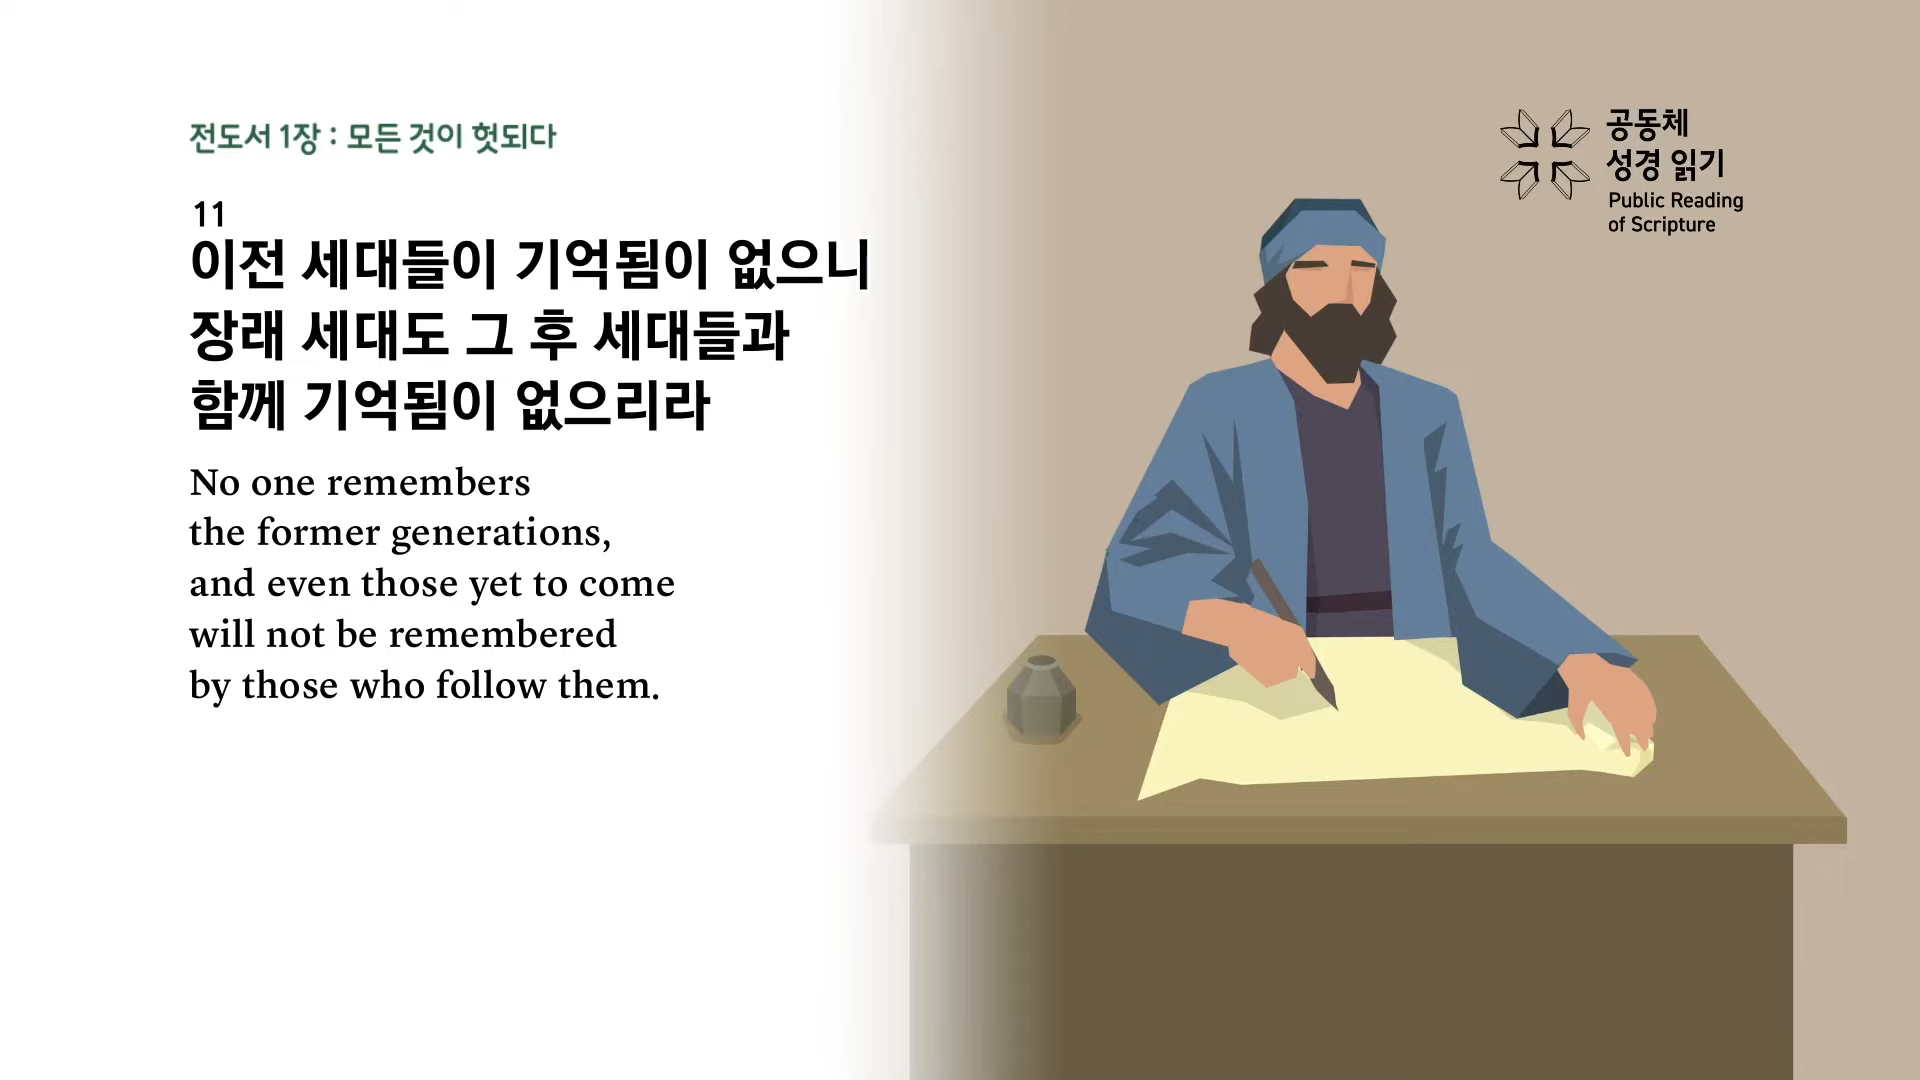 전도서 1장 : 모든 것이 헛되다
11
이전 세대들이 기억됨이 없으니
장래 세대도 그 후 세대들과
함께 기억됨이 없으리라
No one remembers
the former generations,
and even those yet to come
will not be remembered
by those who follow them.
공동체
성경 읽기
Public Reading
of Scripture